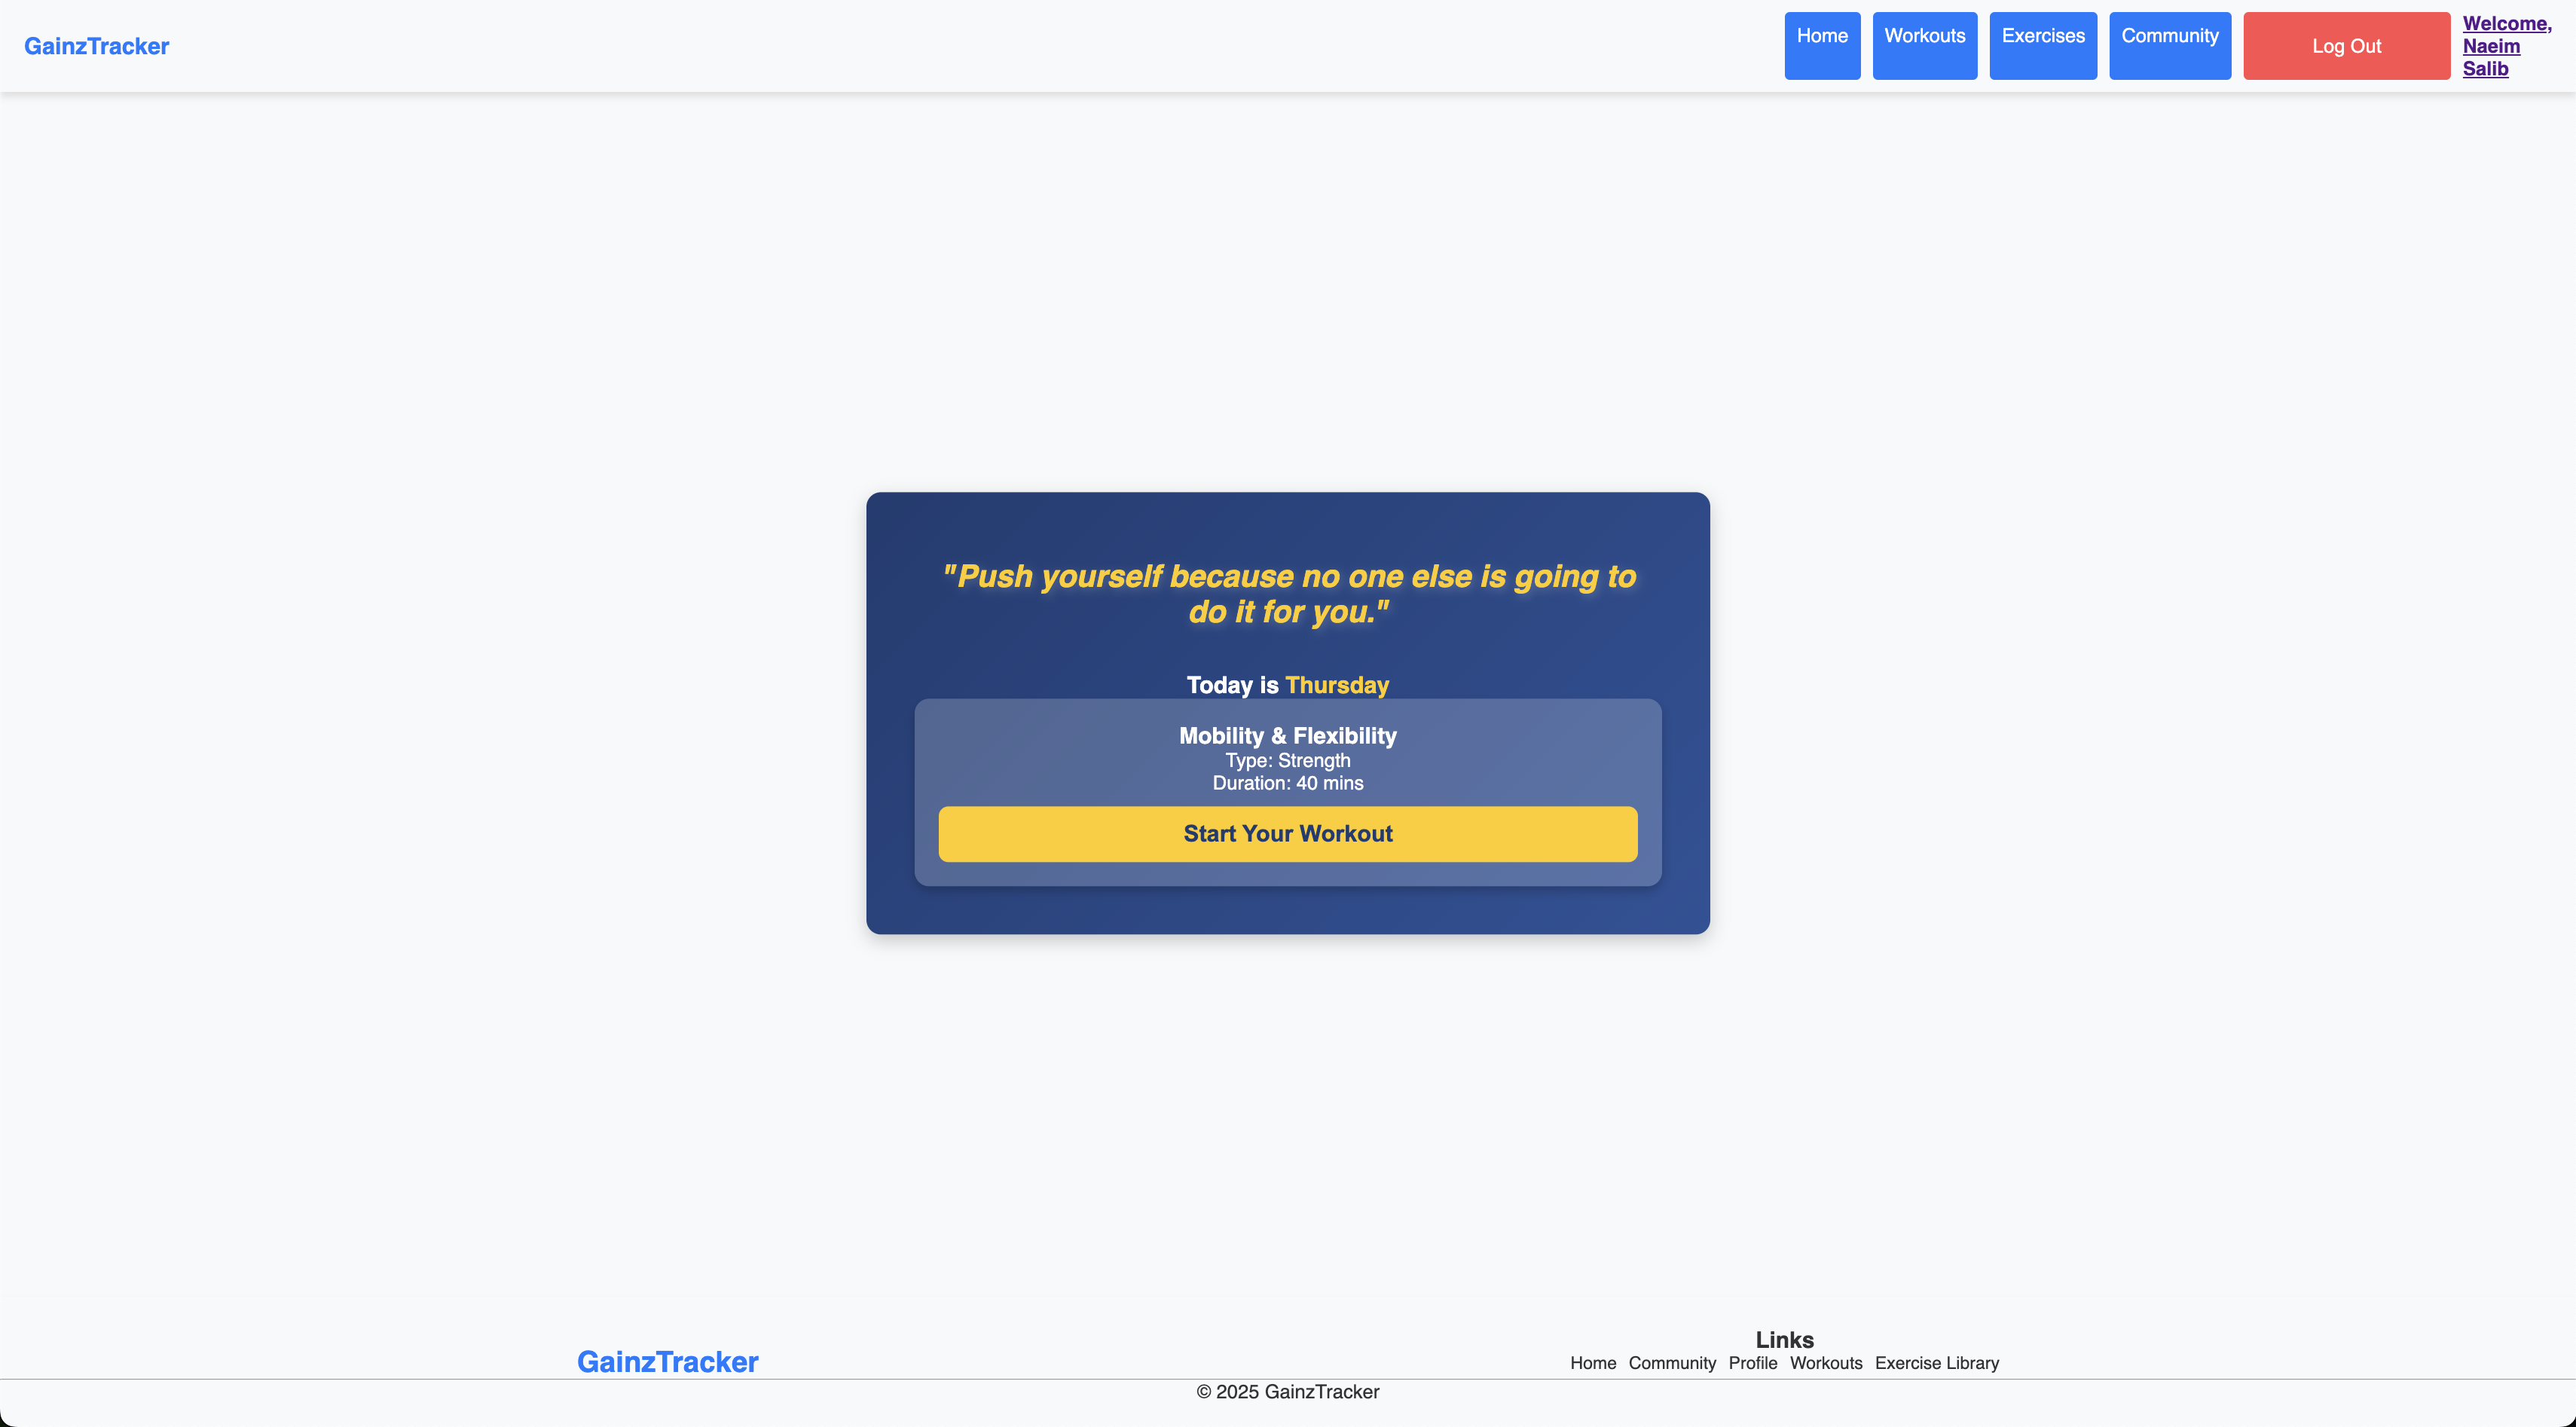 GainzTracker
Home
Workouts
Exercises
Community
Log Out
Welcome,
Naeim
Salib
"Push yourself because no one else is going to
do it for you."
Today is Thursday
Mobility & Flexibility
Type: Strength
Duration: 40 mins
Start Your Workout
GainzTracker
Links
Home Community Profile Workouts Exercise Library
© 2025 GainzTracker